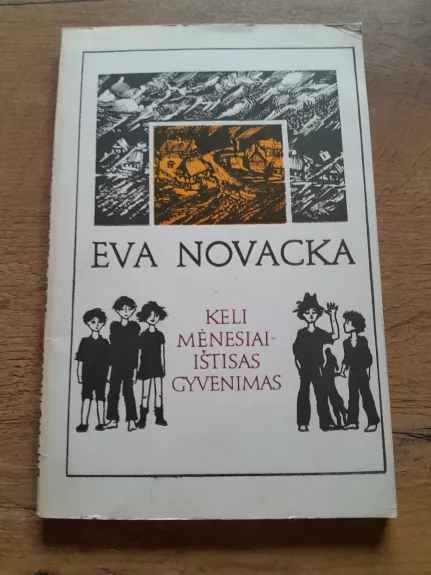 EVA NOVACKA
KELI
MĖNESIAI-
IŠTISAS
GYVENIMAS